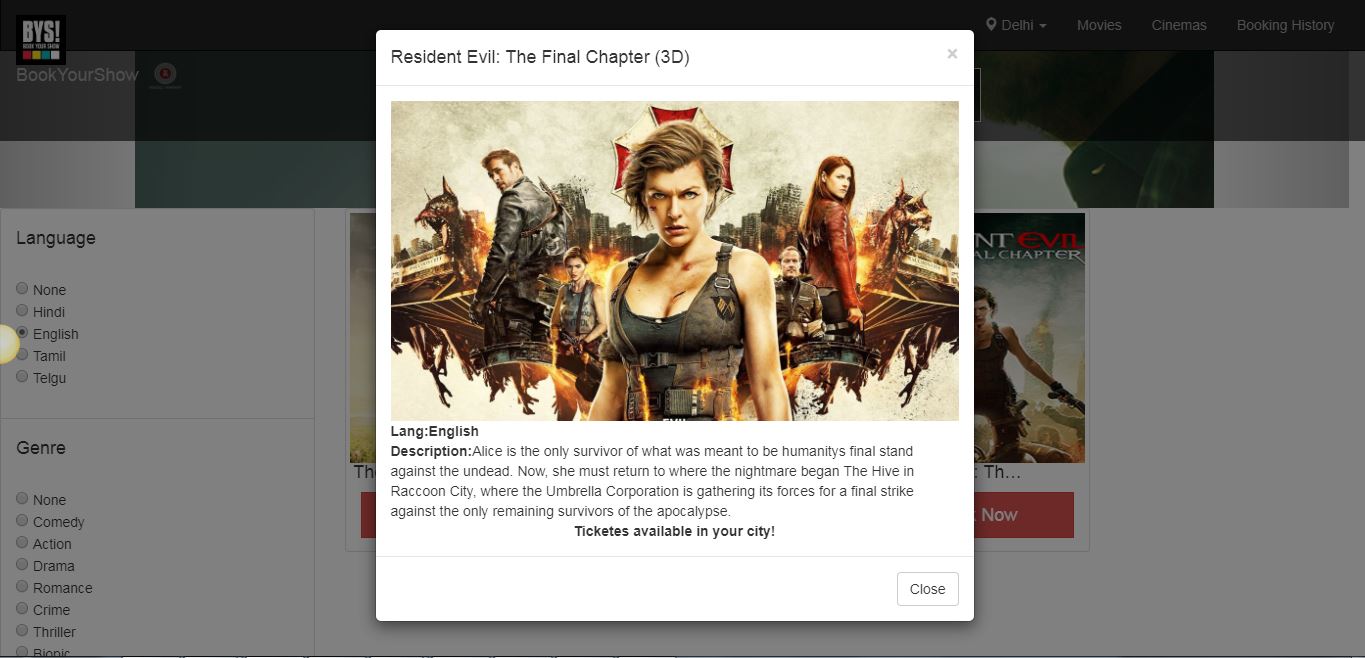 BYS!
BOOK YOUR SHOW
BookYourShow
Delhi
Movies
Cinemas
Booking History
Resident Evil: The Final Chapter (3D)
×
Language
None
Hindi
English
Tamil
Telgu
Genre
None
Comedy
Action
Drama
Romance
Crime
Thriller
Biopic
Lang:English
Description:Alice is the only survivor of what was meant to be humanitys final stand
against the undead. Now, she must return to where the nightmare began The Hive in
Raccoon City, where the Umbrella Corporation is gathering its forces for a final strike
against the only remaining survivors of the apocalypse.
Ticketes available in your city!
Close
NT EVIL
AL CHAPTER
Th
: Th...
k Now